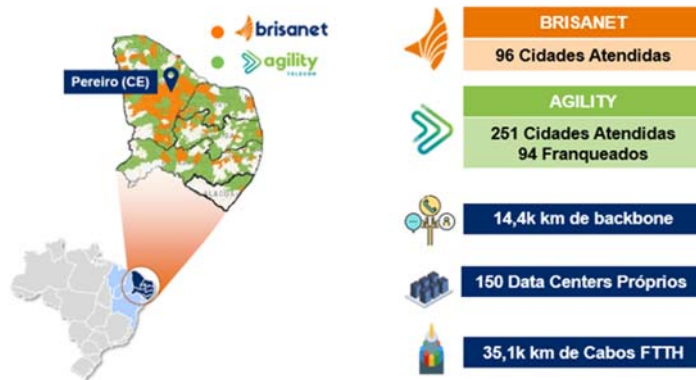 brisanet
agility
TELECOM
Pereiro (CE)
BRISANET
96 Cidades Atendidas
AGILITY
251 Cidades Atendidas
94 Franqueados
14,4k km de backbone
150 Data Centers Próprios
35,1k km de Cabos FTTH